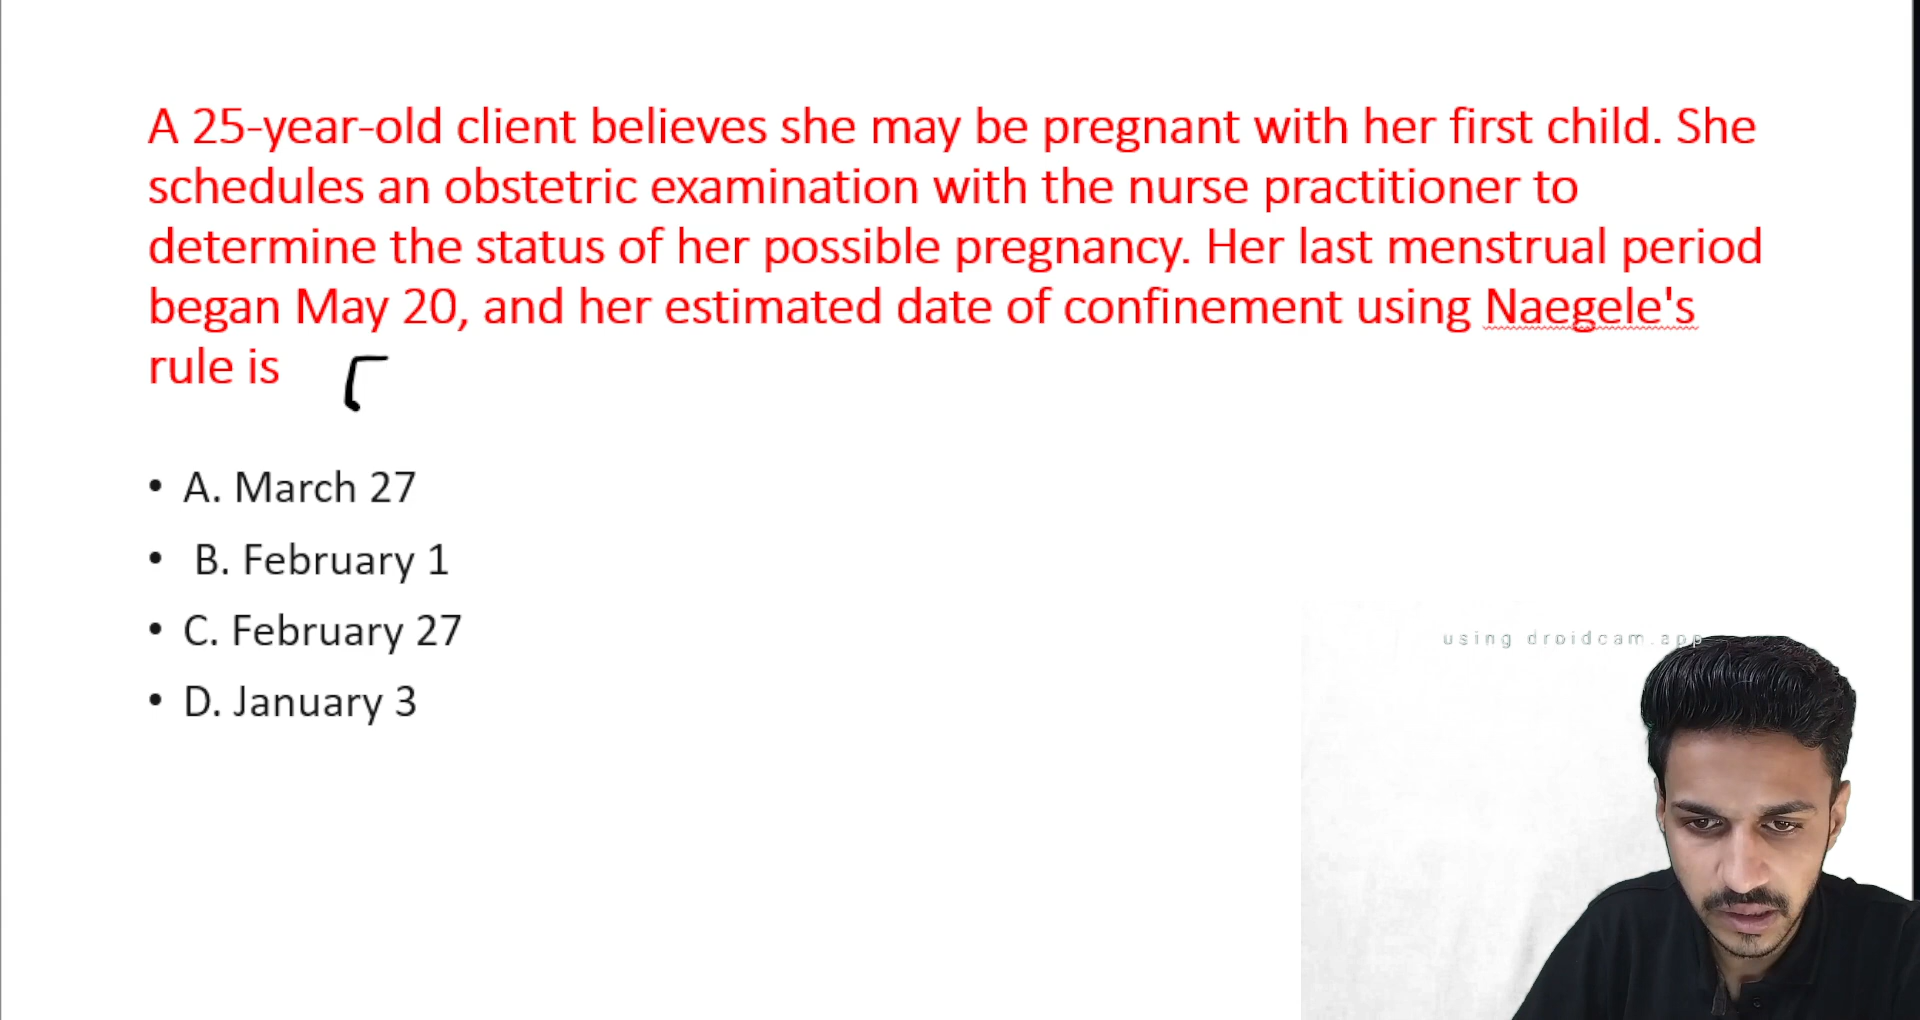 A 25-year-old client believes she may be pregnant with her first child. She
schedules an obstetric examination with the nurse practitioner to
determine the status of her possible pregnancy. Her last menstrual period
began May 20, and her estimated date of confinement using Naegele's
rule is
• A. March 27
• B. February 1
• C. February 27
• D. January 3
using droidcam.app